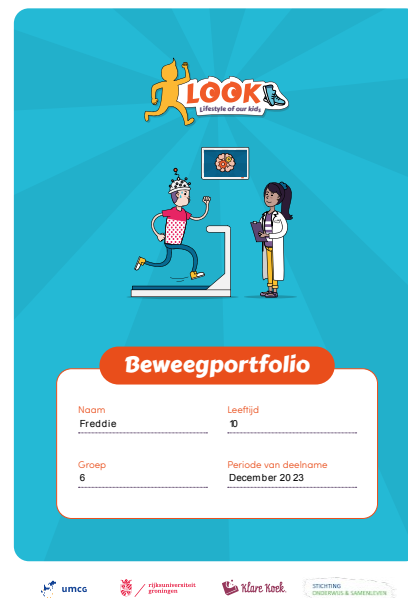 LOOK
Lifestyle of our kids
Beweegportfolio
Naam
Freddie
Leeftijd
10
Groep
6
Periode van deelname
December 2023
umcg
rijksuniversiteit
groningen
Klare Koek
STICHTING
ONDERWIJS & SAMENLEVEN